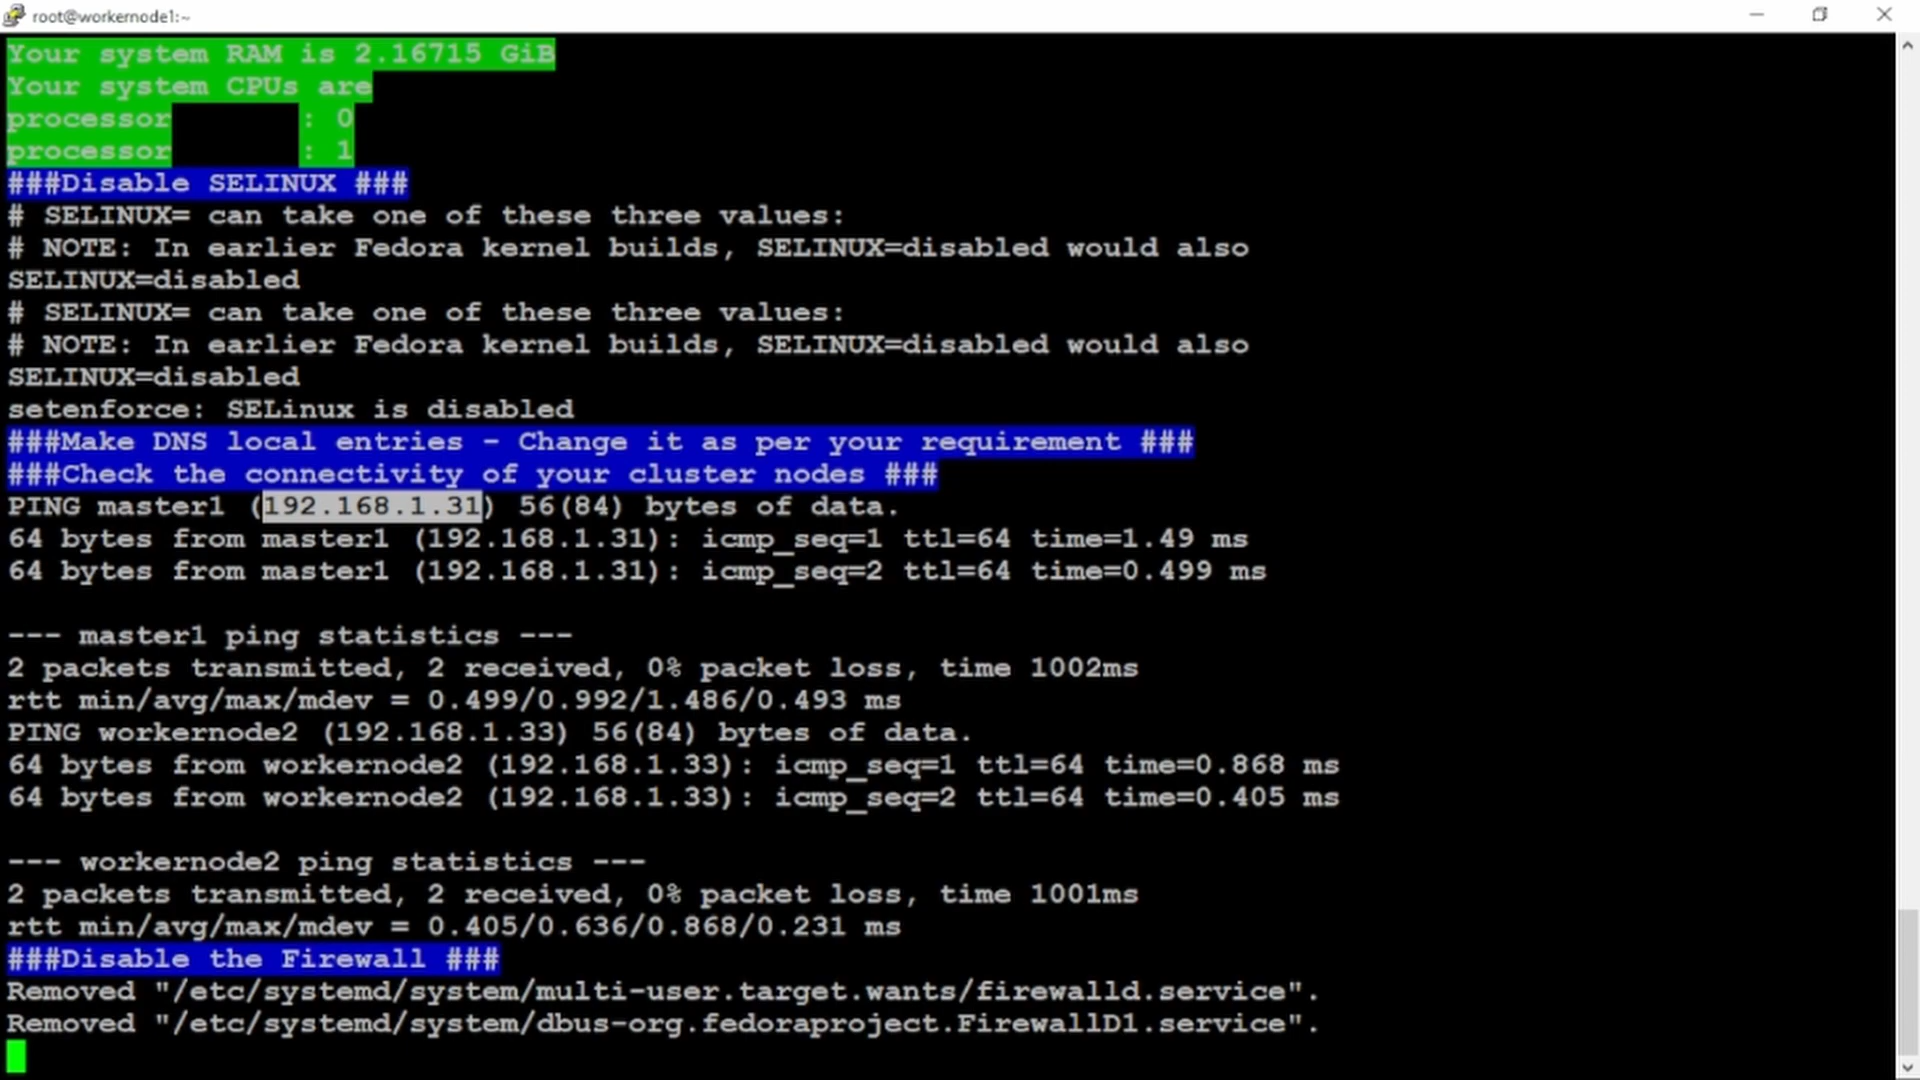 root@workernode1:~
Your system RAM is 2.16715 GiB
Your system CPUs are
processor       : 0
processor       : 1
###Disable SELINUX ###
# SELINUX= can take one of these three values:
# NOTE: In earlier Fedora kernel builds, SELINUX=disabled would also
SELINUX=disabled
# SELINUX= can take one of these three values:
# NOTE: In earlier Fedora kernel builds, SELINUX=disabled would also
SELINUX=disabled
setenforce: SELinux is disabled
###Make DNS local entries - Change it as per your requirement ###
###Check the connectivity of your cluster nodes ###
PING master1 (192.168.1.31) 56(84) bytes of data.
64 bytes from master1 (192.168.1.31): icmp_seq=1 ttl=64 time=1.49 ms
64 bytes from master1 (192.168.1.31): icmp_seq=2 ttl=64 time=0.499 ms
--- master1 ping statistics ---
2 packets transmitted, 2 received, 0% packet loss, time 1002ms
rtt min/avg/max/mdev = 0.499/0.992/1.486/0.493 ms
PING workernode2 (192.168.1.33) 56(84) bytes of data.
64 bytes from workernode2 (192.168.1.33): icmp_seq=1 ttl=64 time=0.868 ms
64 bytes from workernode2 (192.168.1.33): icmp_seq=2 ttl=64 time=0.405 ms
--- workernode2 ping statistics ---
2 packets transmitted, 2 received, 0% packet loss, time 1001ms
rtt min/avg/max/mdev = 0.405/0.636/0.868/0.231 ms
###Disable the Firewall ###
Removed "/etc/systemd/system/multi-user.target.wants/firewalld.service".
Removed "/etc/systemd/system/dbus-org.fedoraproject.FirewallD1.service".